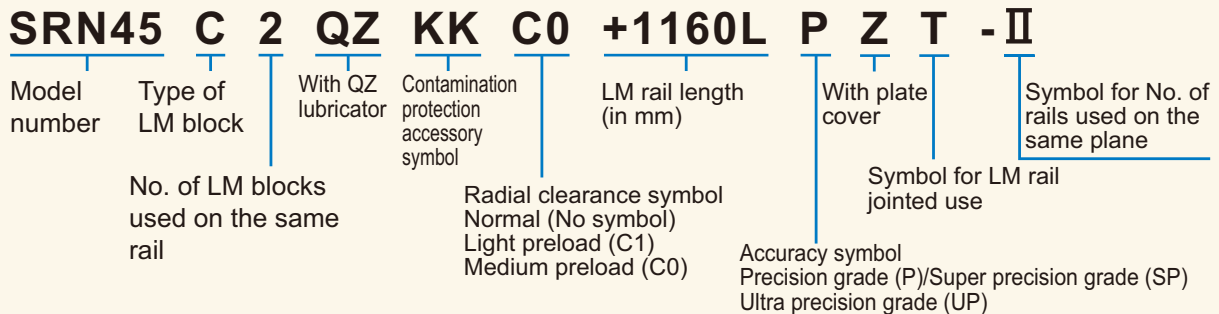 SRN45 C 2 QZ KK C0 +1160L P Z T -Ⅱ
Model
number
Type of
LM block
With QZ
lubricator
Contamination
protection
accessory
symbol
LM rail length
(in mm)
With plate
cover
Symbol for No. of
rails used on the
same plane
No. of LM blocks
used on the same
rail
Radial clearance symbol
Normal (No symbol)
Light preload (C1)
Medium preload (C0)
Symbol for LM rail
jointed use
Accuracy symbol
Precision grade (P)/Super precision grade (SP)
Ultra precision grade (UP)